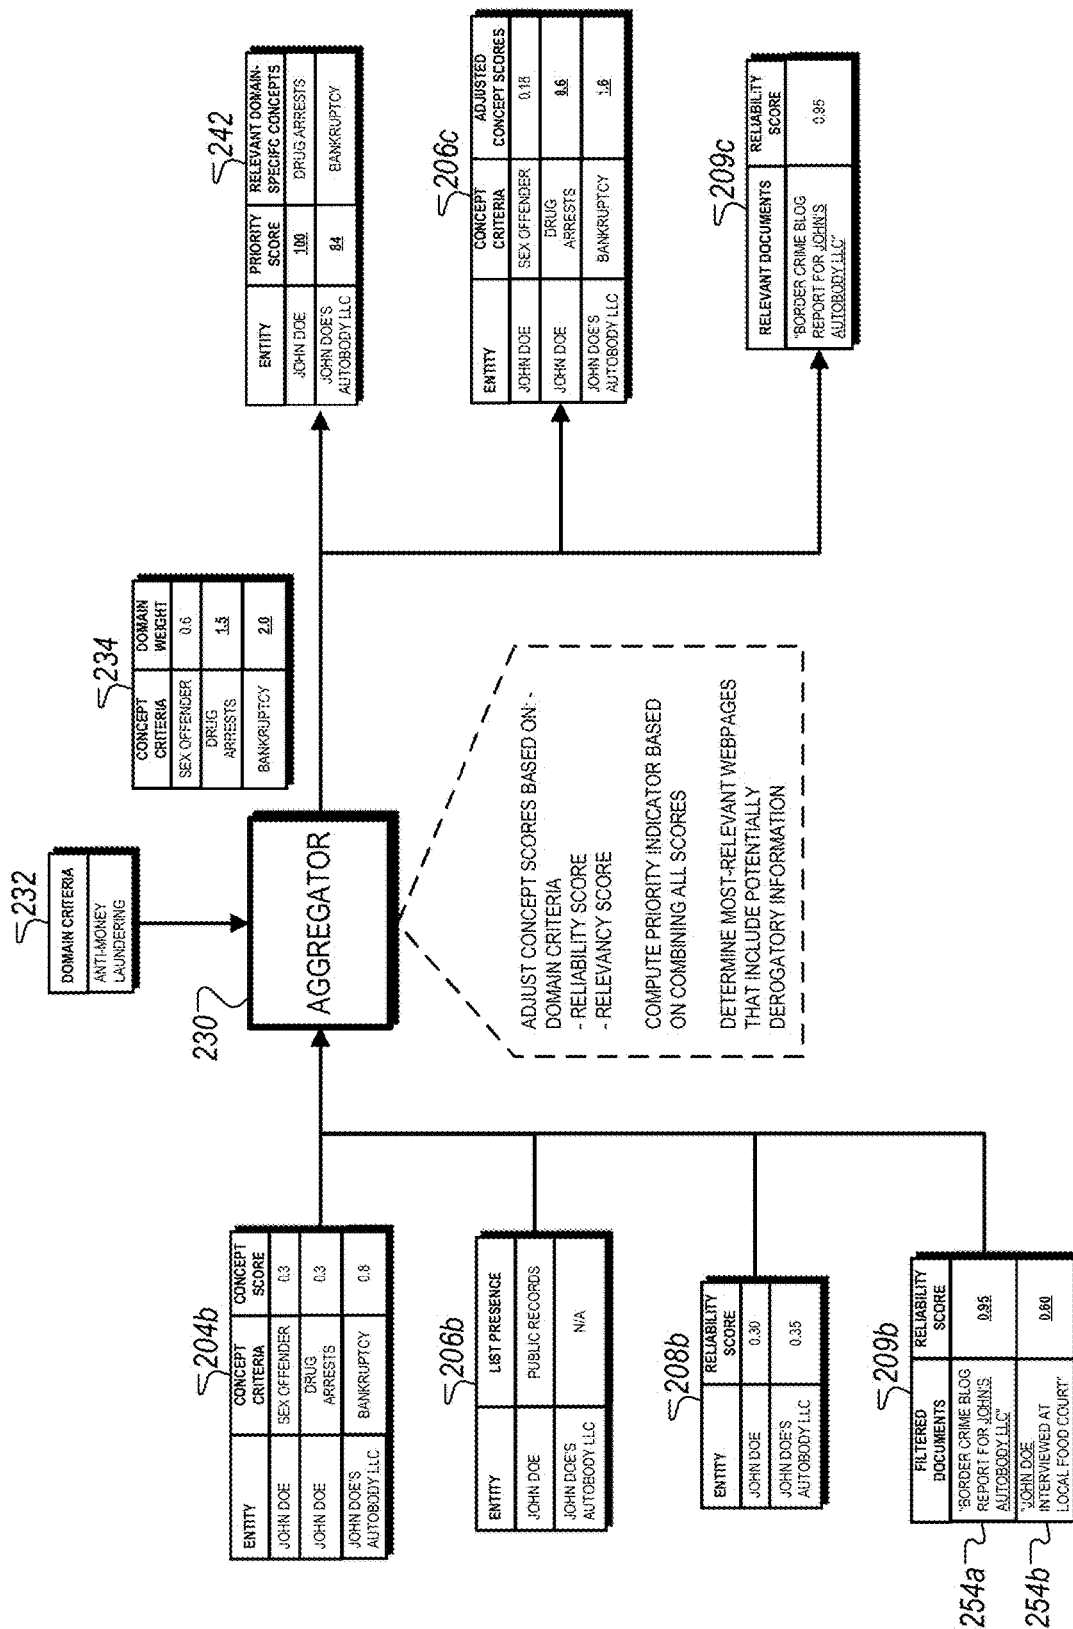 204b
ENTITY CONCEPT CRITERIA CONCEPT SCORE
JOHN DOE SEX OFFENDER 0.3
JOHN DOE DRUG ARRESTS 0.3
JOHN DOE'S AUTOBODY LLC BANKRUPTCY 0.8
206b
ENTITY LIST PRESENCE
JOHN DOE PUBLIC RECORDS
JOHN DOE'S AUTOBODY LLC N/A
208b
ENTITY RELIABILITY SCORE
JOHN DOE 0.30
JOHN DOE'S AUTOBODY LLC 0.35
209b
FILTERED DOCUMENTS RELIABILITY SCORE
254a
"BORDER CRIME BLOG
REPORT FOR JOHN'S
AUTOBODY LLC" 0.95
254b
"JOHN DOE
INTERVIEWED AT
LOCAL FOOD COURT" 0.60
232
DOMAIN CRITERIA
ANTI-MONEY
LAUNDERING
230
AGGREGATOR
ADJUST CONCEPT SCORES BASED ON: -
DOMAIN CRITERIA
- RELIABILITY SCORE
- RELEVANCY SCORE
COMPUTE PRIORITY INDICATOR BASED
ON COMBINING ALL SCORES
DETERMINE MOST-RELEVANT WEBPAGES
THAT INCLUDE POTENTIALLY
DEROGATORY INFORMATION
234
CONCEPT CRITERIA DOMAIN WEIGHT
SEX OFFENDER 0.6
DRUG ARRESTS 1.5
BANKRUPTCY 2.0
242
ENTITY PRIORITY SCORE RELEVANT DOMAIN-SPECIFC CONCEPTS
JOHN DOE 100 DRUG ARRESTS
JOHN DOE'S AUTOBODY LLC 84 BANKRUPTCY
206c
ENTITY CONCEPT CRITERIA ADJUSTED CONCEPT SCORES
JOHN DOE SEX OFFENDER 0.18
JOHN DOE DRUG ARRESTS
JOHN DOE'S AUTOBODY LLC BANKRUPTCY 1.6
209c
RELEVANT DOCUMENTS RELIABILITY SCORE
"BORDER CRIME BLOG
REPORT FOR JOHN'S
AUTOBODY LLC" 0.95